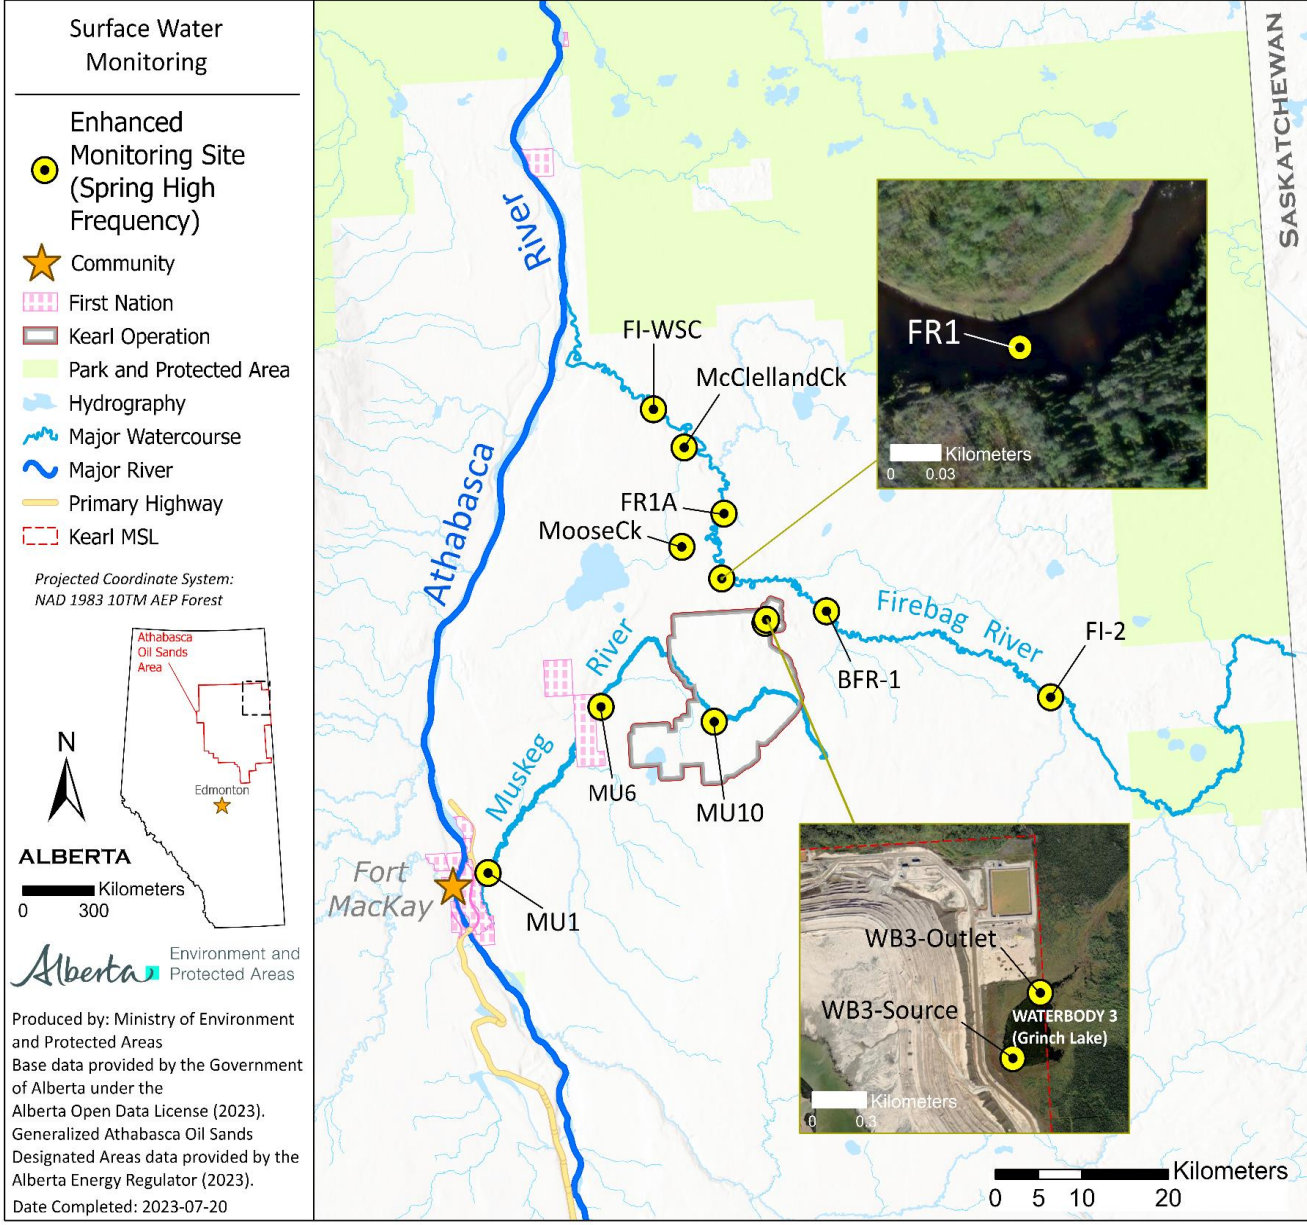 Surface Water
Monitoring
Enhanced
Monitoring Site
(Spring High
Frequency)
Community
First Nation
Kearl Operation
Park and Protected Area
Hydrography
Major Watercourse
Major River
Primary Highway
Kearl MSL
Projected Coordinate System:
NAD 1983 10TM AEP Forest
Athabasca
Oil Sands
Area
Edmonton
N
ALBERTA
Kilometers
0 300
Alberta
Environment and
Protected Areas
Produced by: Ministry of Environment
and Protected Areas
Base data provided by the Government
of Alberta under the
Alberta Open Data License (2023).
Generalized Athabasca Oil Sands
Designated Areas data provided by the
Alberta Energy Regulator (2023).
Date Completed: 2023-07-20
SASKATCHEWAN
River
Athabasca
FI-WSC
McClellandCk
FR1A
MooseCk
FR1
Kilometers
0 0.03
Firebag River
FI-2
BFR-1
River
Muskeg
MU6
MU10
Fort
MacKay
MU1
WB3-Outlet
WB3-Source
WATERBODY 3
(Grinch Lake)
Kilometers
0 0.3
Kilometers
0 5 10 20